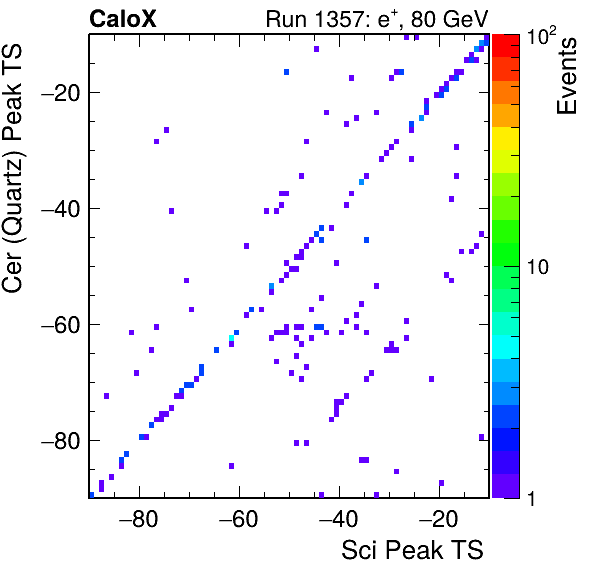 CaloX Run 1357: e⁺, 80 GeV
Cer (Quartz) Peak TS
−20
−40
−60
−80
−80 −60 −40 −20
Sci Peak TS
10²
10
1
Events